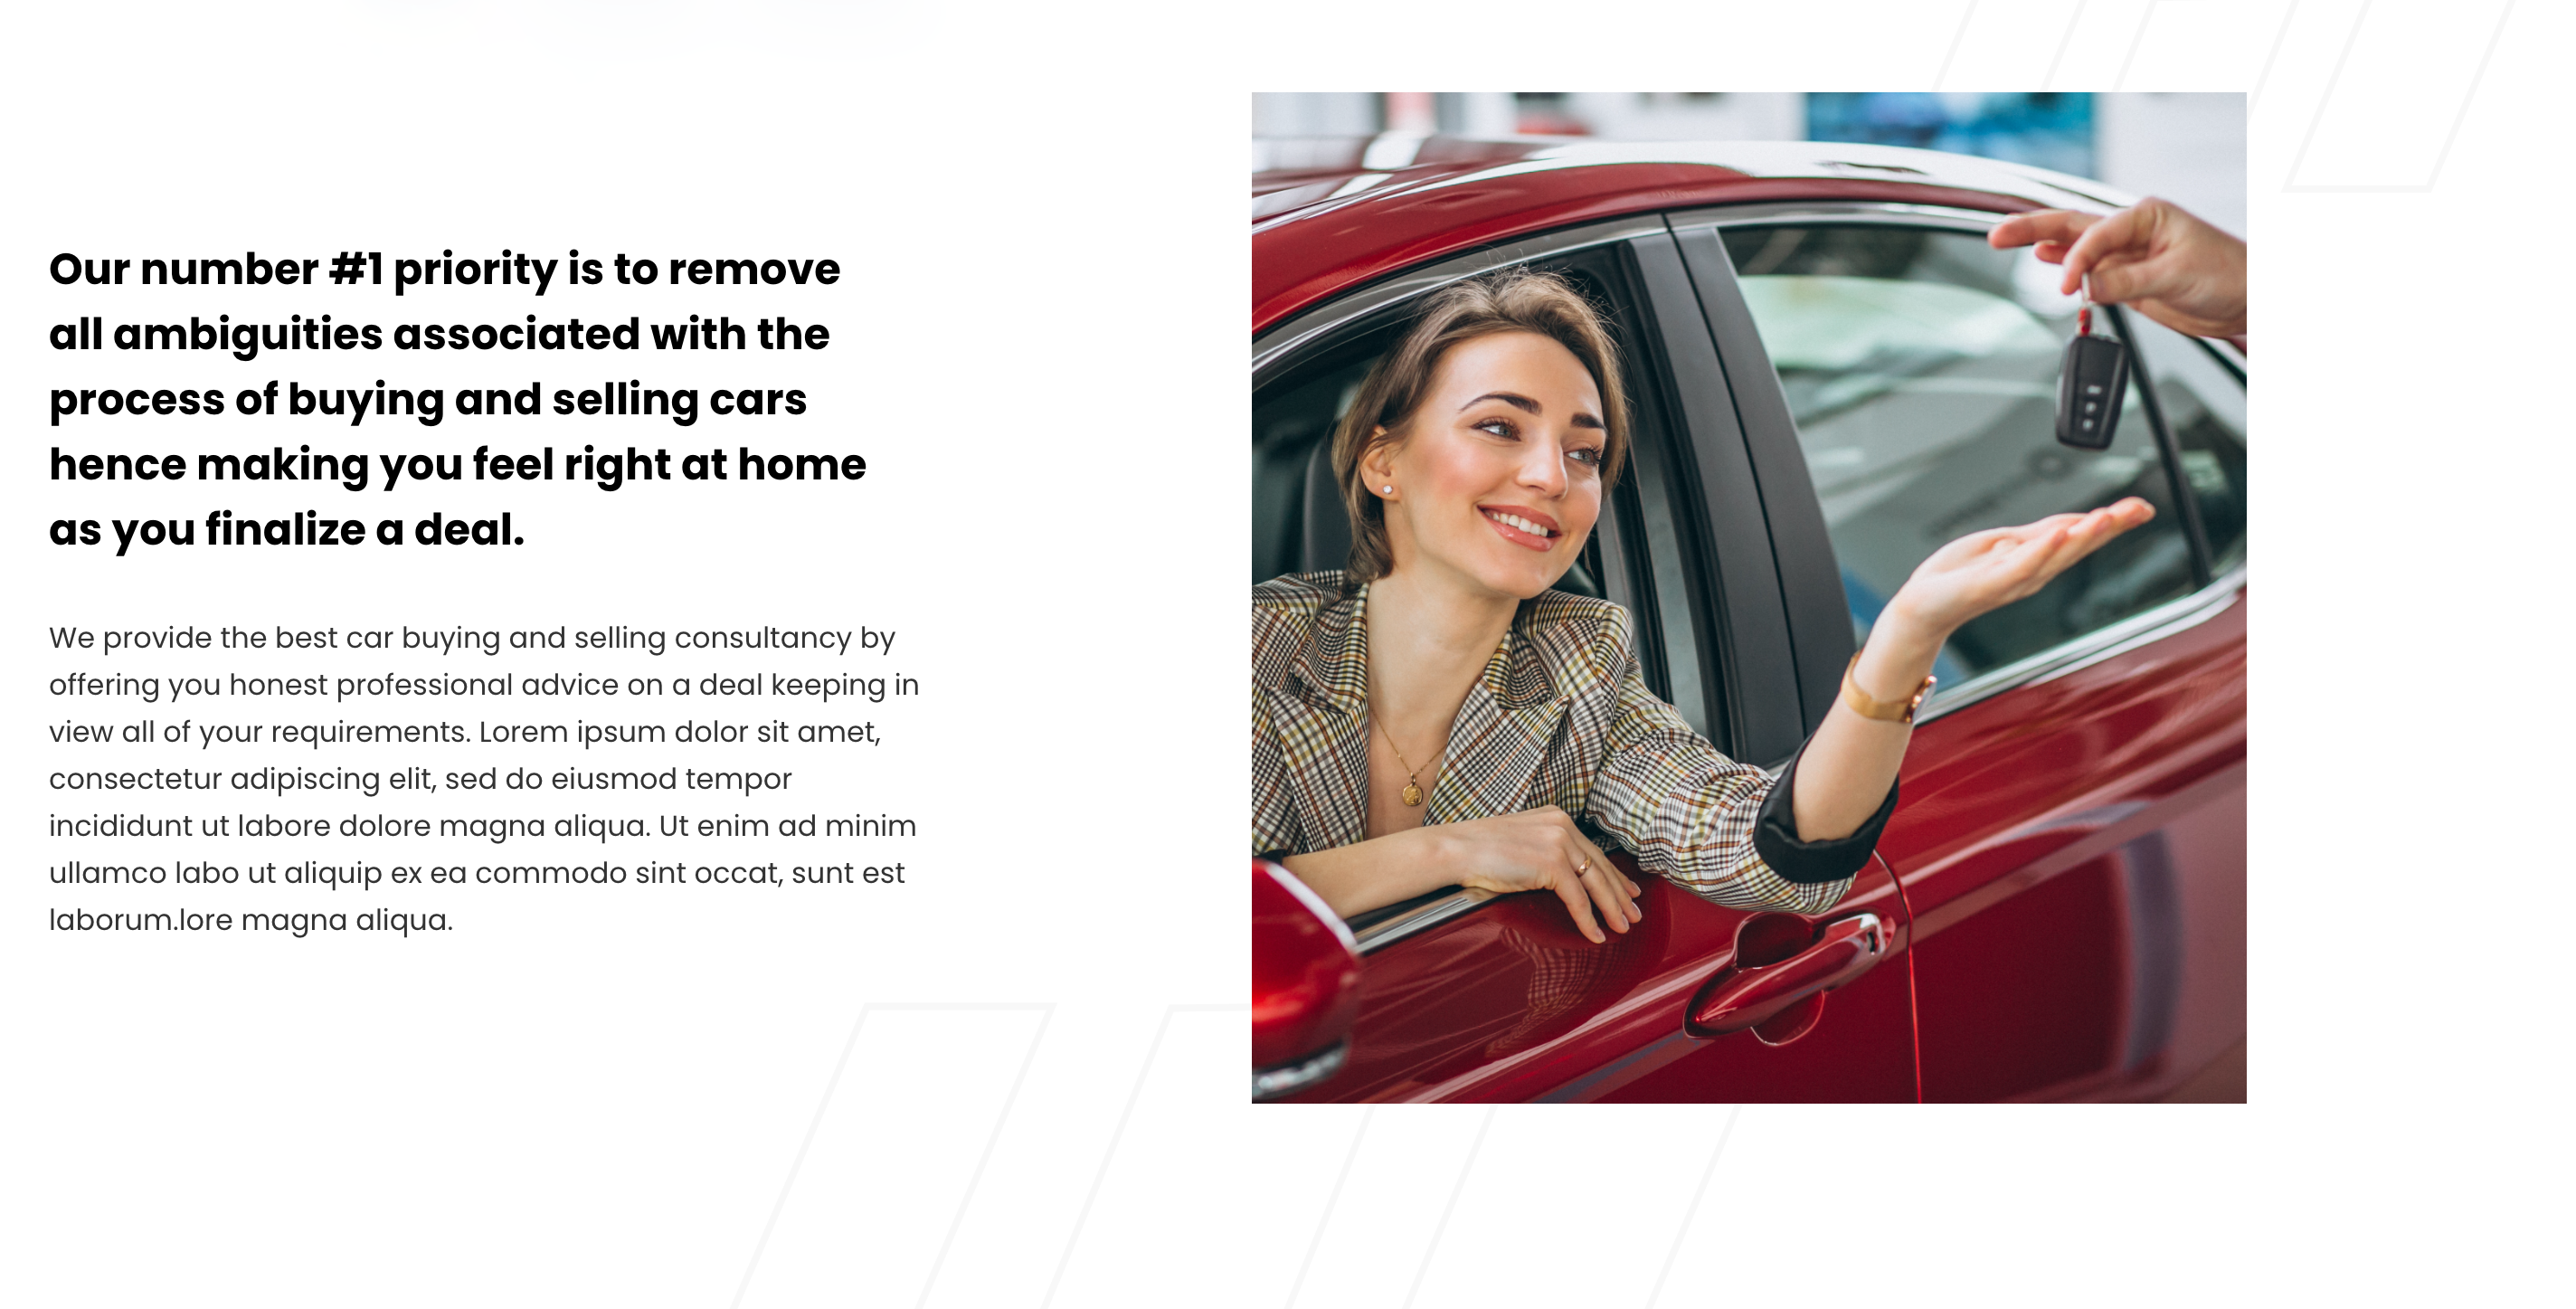 Our number #1 priority is to remove
all ambiguities associated with the
process of buying and selling cars
hence making you feel right at home
as you finalize a deal.
We provide the best car buying and selling consultancy by
offering you honest professional advice on a deal keeping in
view all of your requirements. Lorem ipsum dolor sit amet,
consectetur adipiscing elit, sed do eiusmod tempor
incididunt ut labore dolore magna aliqua. Ut enim ad minim
ullamco labo ut aliquip ex ea commodo sint occat, sunt est
laborum.lore magna aliqua.